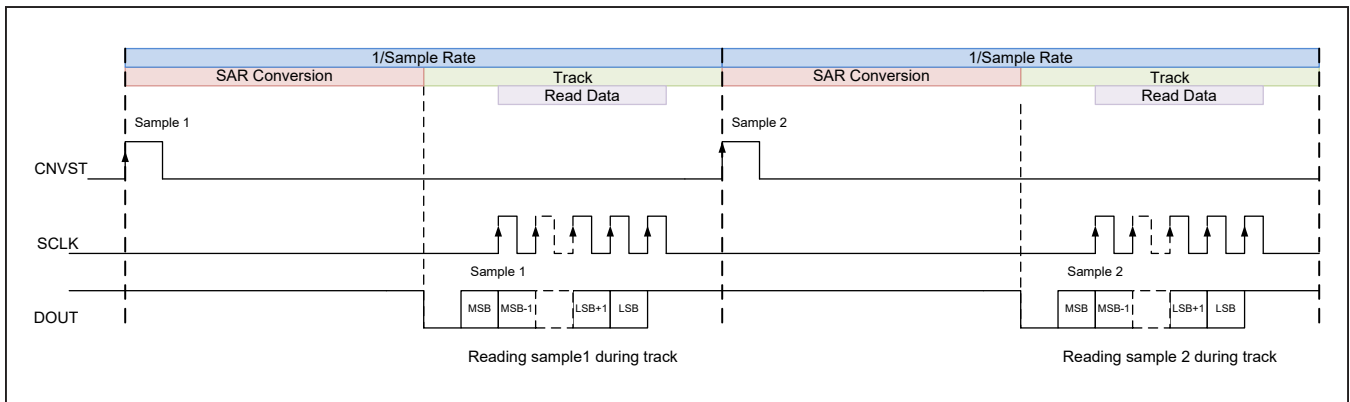 1/Sample Rate 1/Sample Rate
SAR Conversion Track SAR Conversion Track
Read Data Read Data
Sample 1 Sample 2
CNVST
SCLK
Sample 1 Sample 2
MSB MSB-1 LSB+1 LSB MSB MSB-1 LSB+1 LSB
DOUT
Reading sample1 during track Reading sample 2 during track